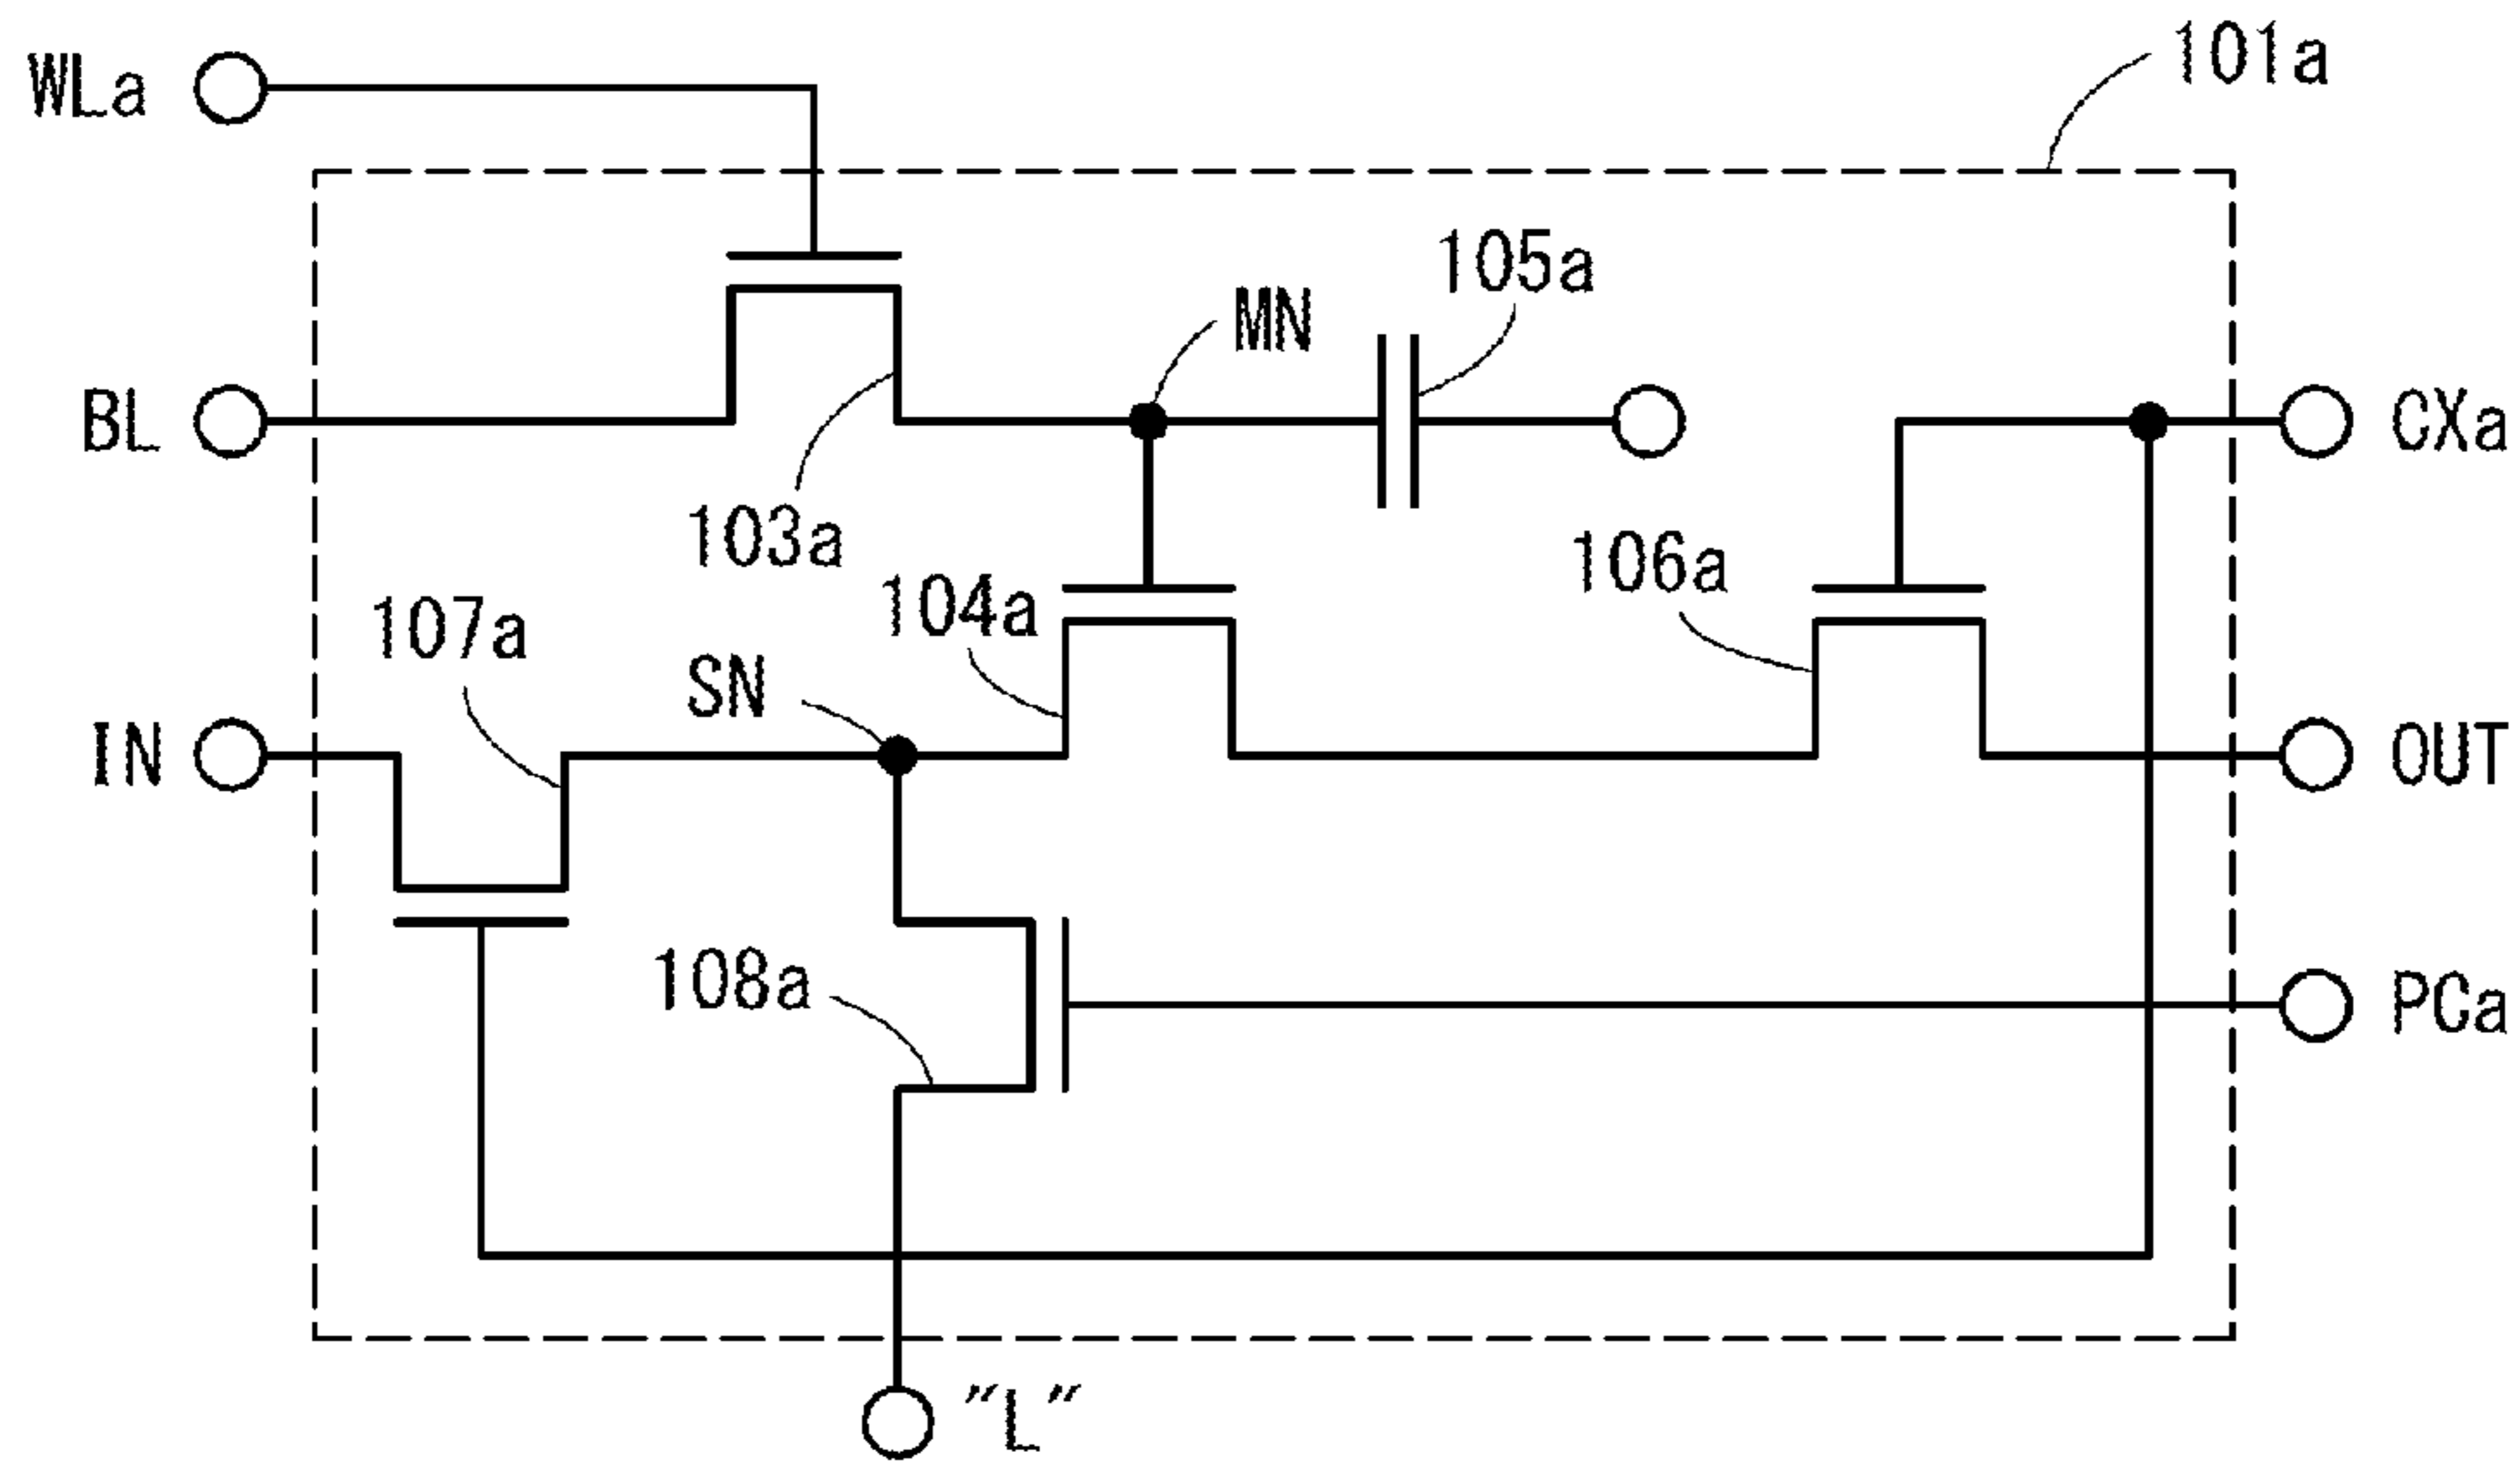 WLa
101a
105a
MN
BL
CXa
103a
106a
104a
107a
SN
IN
OUT
108a
PCa
"L"